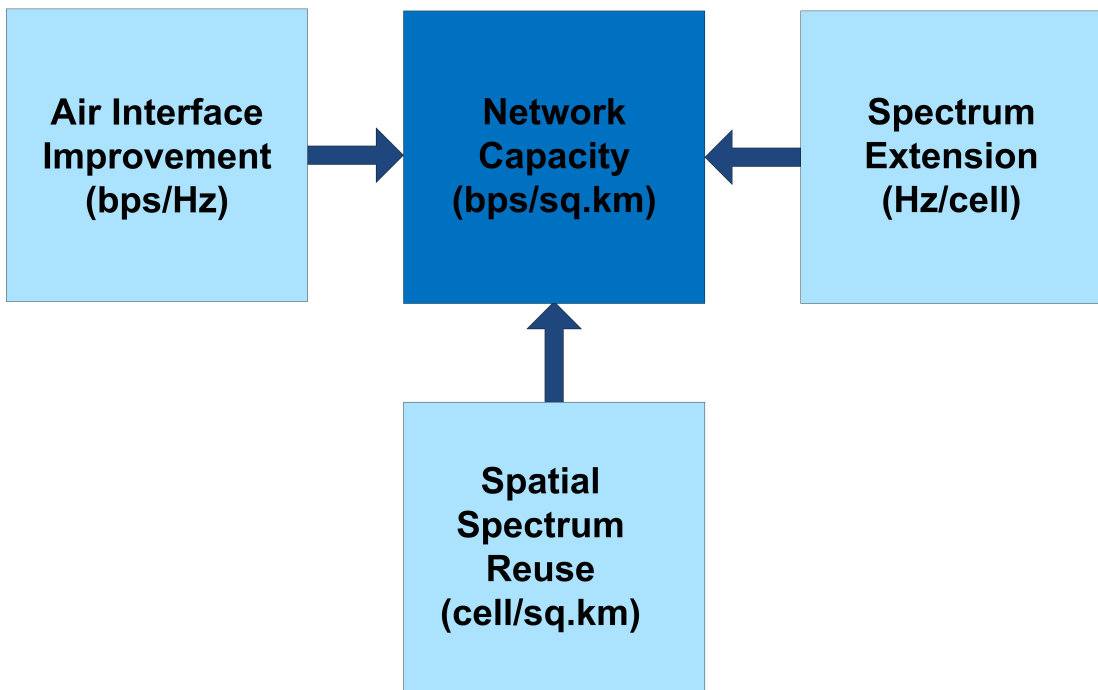 Air Interface
Improvement
(bps/Hz)
Network
Capacity
(bps/sq.km)
Spectrum
Extension
(Hz/cell)
Spatial
Spectrum
Reuse
(cell/sq.km)